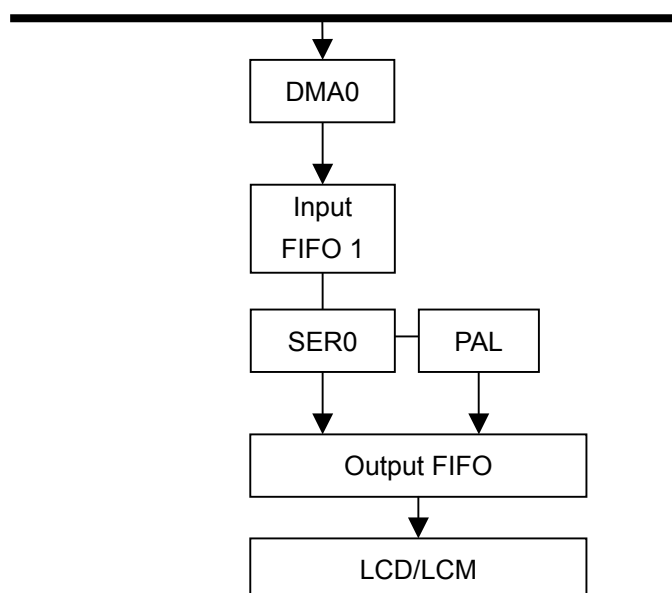 DMA0
Input
FIFO 1
SER0
PAL
Output FIFO
LCD/LCM